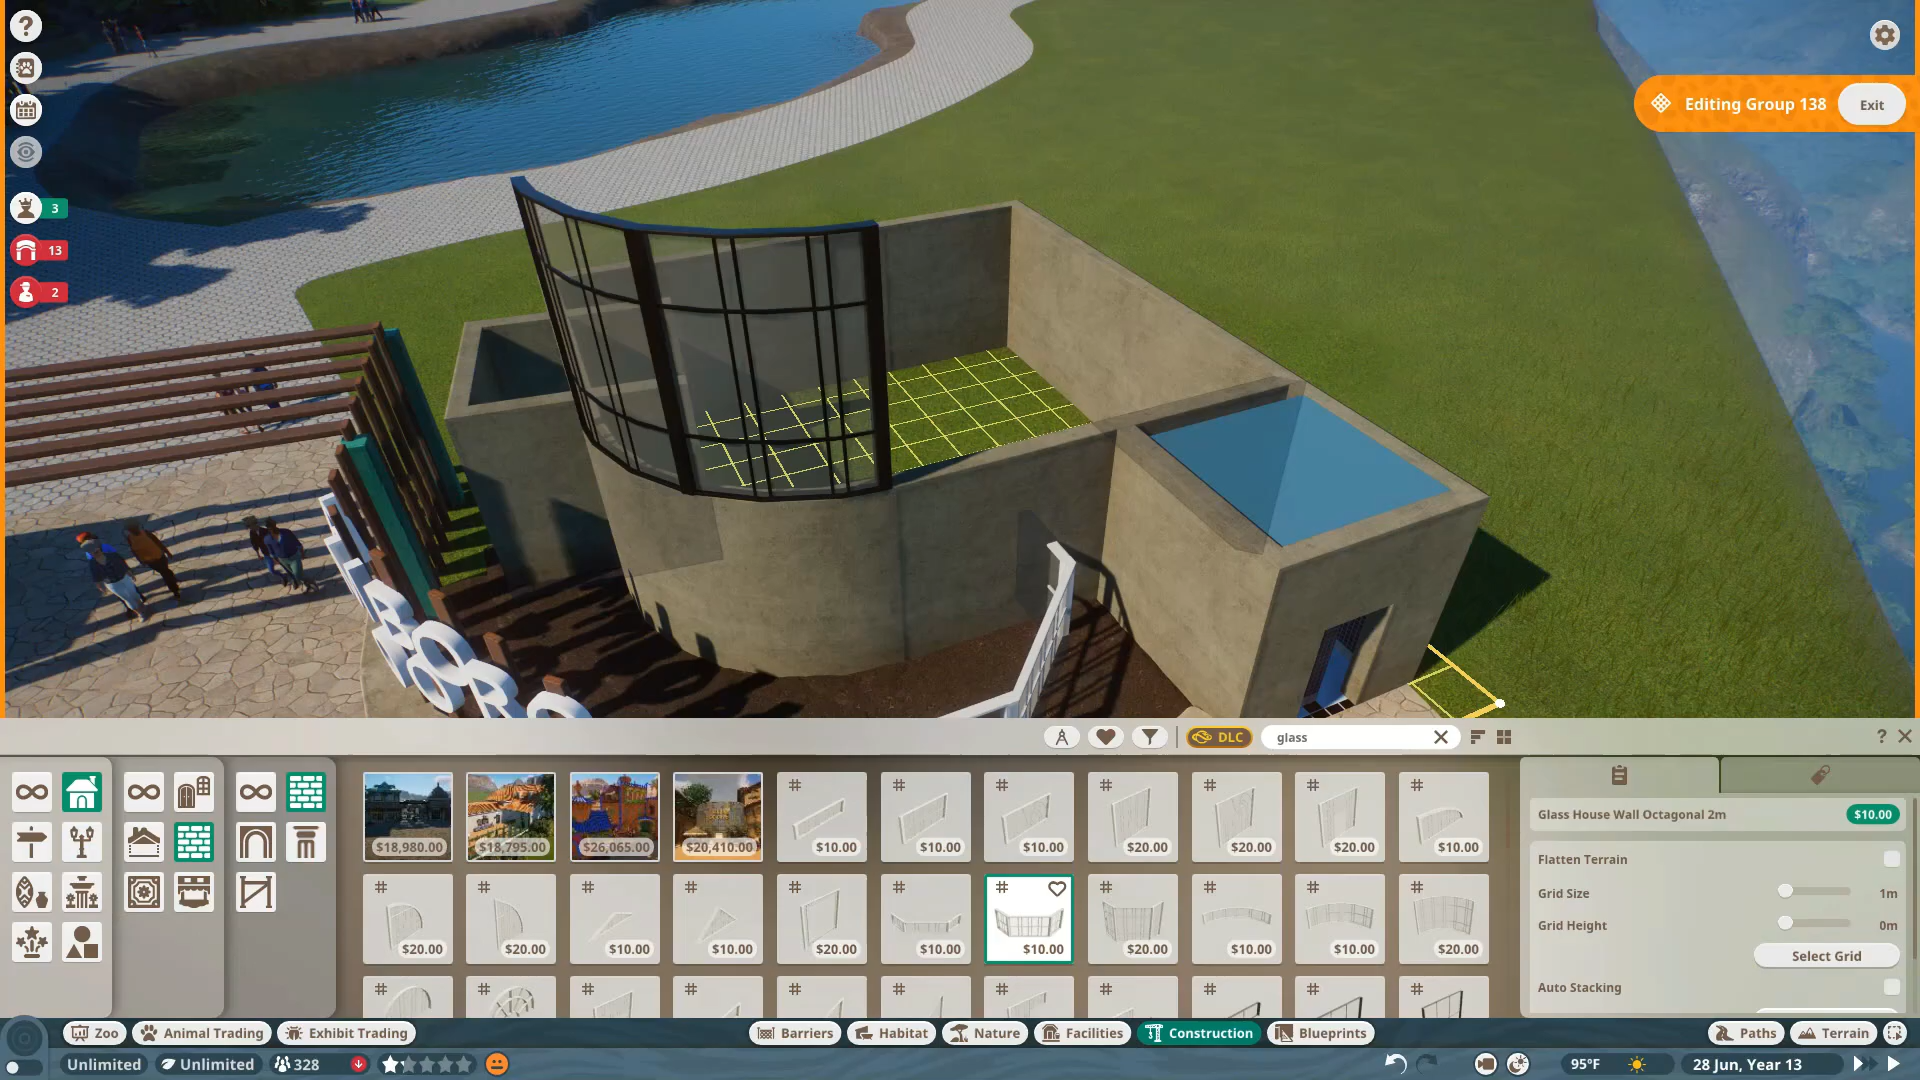 ?
Editing Group 138
Exit
3
13
2
DLC
glass
?
$18,980.00
$18,795.00
$26,065.00
$20,410.00
$10.00
$10.00
$10.00
$20.00
$20.00
$20.00
$10.00
$20.00
$20.00
$10.00
$10.00
$20.00
$10.00
$10.00
$20.00
$10.00
$10.00
$20.00
Glass House Wall Octagonal 2m
$10.00
Flatten Terrain
Grid Size
1m
Grid Height
0m
Select Grid
Auto Stacking
Zoo
Animal Trading
Exhibit Trading
Barriers
Habitat
Nature
Facilities
Construction
Blueprints
Paths
Terrain
Unlimited
Unlimited
328
95°F
28 Jun, Year 13